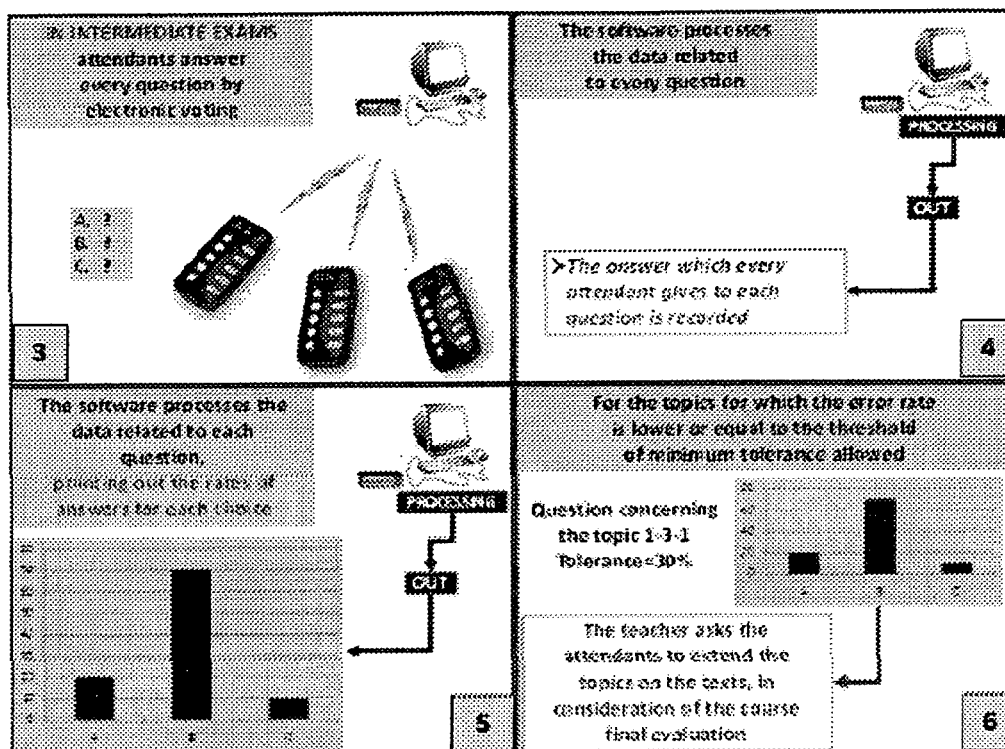 IN INTERMEDIATE EXAMS
attendants answer
every question by
electronic voting
A. ?
B. ?
C. ?
3
The software processes
the data related
to every question
PROCESSING
OUT
➤The answer which every
attendant gives to each
question is recorded
4
The software processes the
data related to each
question,
pointing out the rates of
answers for each choice
PROCESSING
OUT
5
For the topics for which the error rate
is lower or equal to the threshold
of minimum tolerance allowed
Question concerning
the topic 1-3-1
Tolerance=30%
The teacher asks the
attendants to extend the
topics on the texts, in
consideration of the course
final evaluation
6